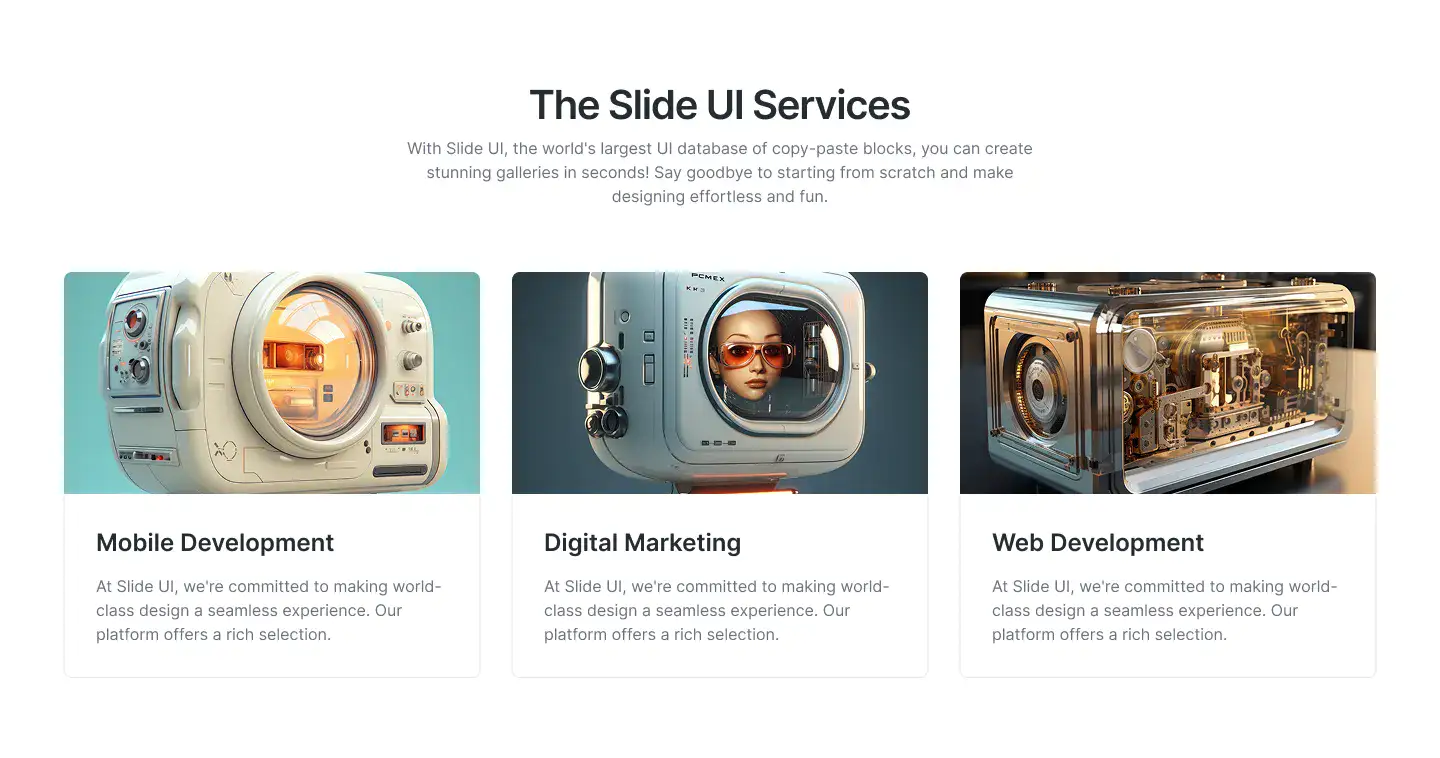 The Slide UI Services
With Slide UI, the world's largest UI database of copy-paste blocks, you can create
stunning galleries in seconds! Say goodbye to starting from scratch and make
designing effortless and fun.
PCMEX
Mobile Development
At Slide UI, we're committed to making world-
class design a seamless experience. Our
platform offers a rich selection.
Digital Marketing
At Slide UI, we're committed to making world-
class design a seamless experience. Our
platform offers a rich selection.
Web Development
At Slide UI, we're committed to making world-
class design a seamless experience. Our
platform offers a rich selection.